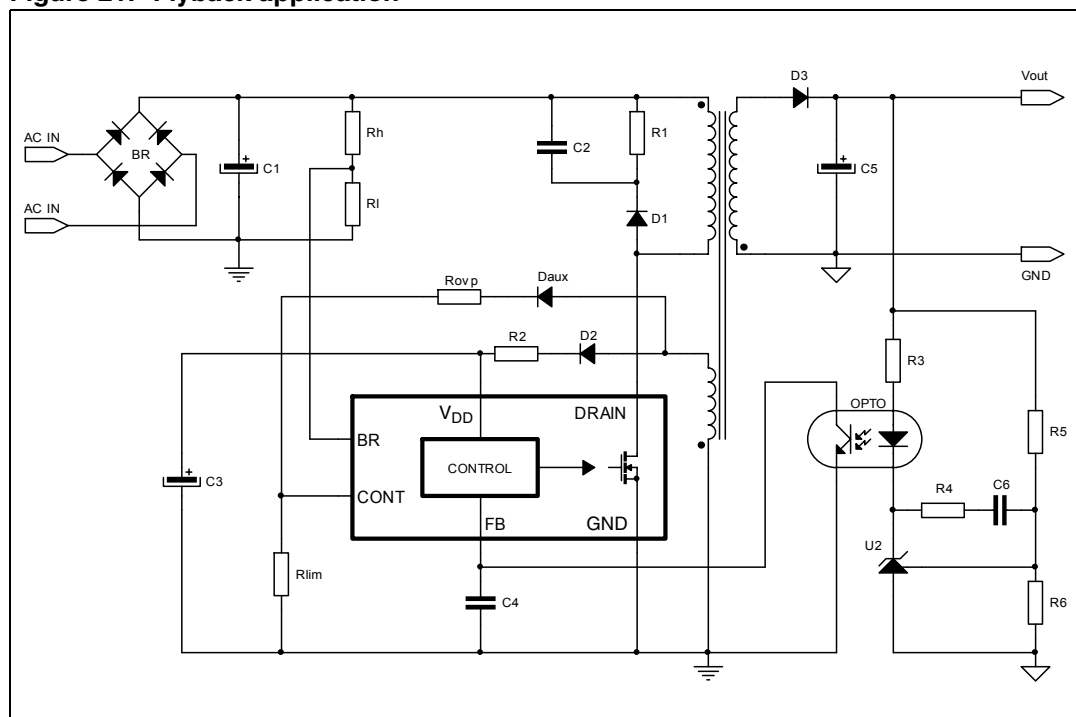 Figure 21. Flyback application
D3
Vout
AC IN
BR
AC IN
C1
Rh
Rl
C2
R1
D1
C5
GND
Rovp
Daux
R2
D2
R3
OPTO
VDD
DRAIN
BR
CONTROL
CONT
FB
GND
C3
Rlim
C4
R5
R4
C6
U2
R6